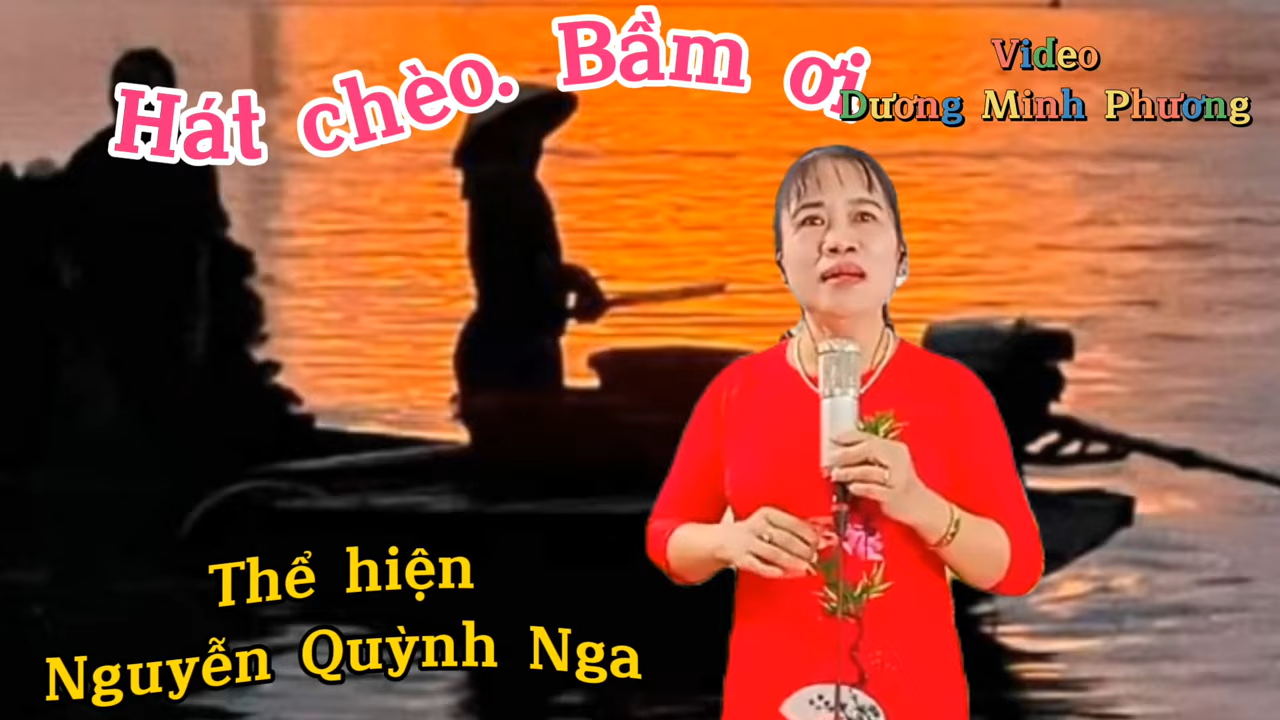 Hát chèo. Bầm ơi
Video
Dương Minh Phương
Thể hiện
Nguyễn Quỳnh Nga